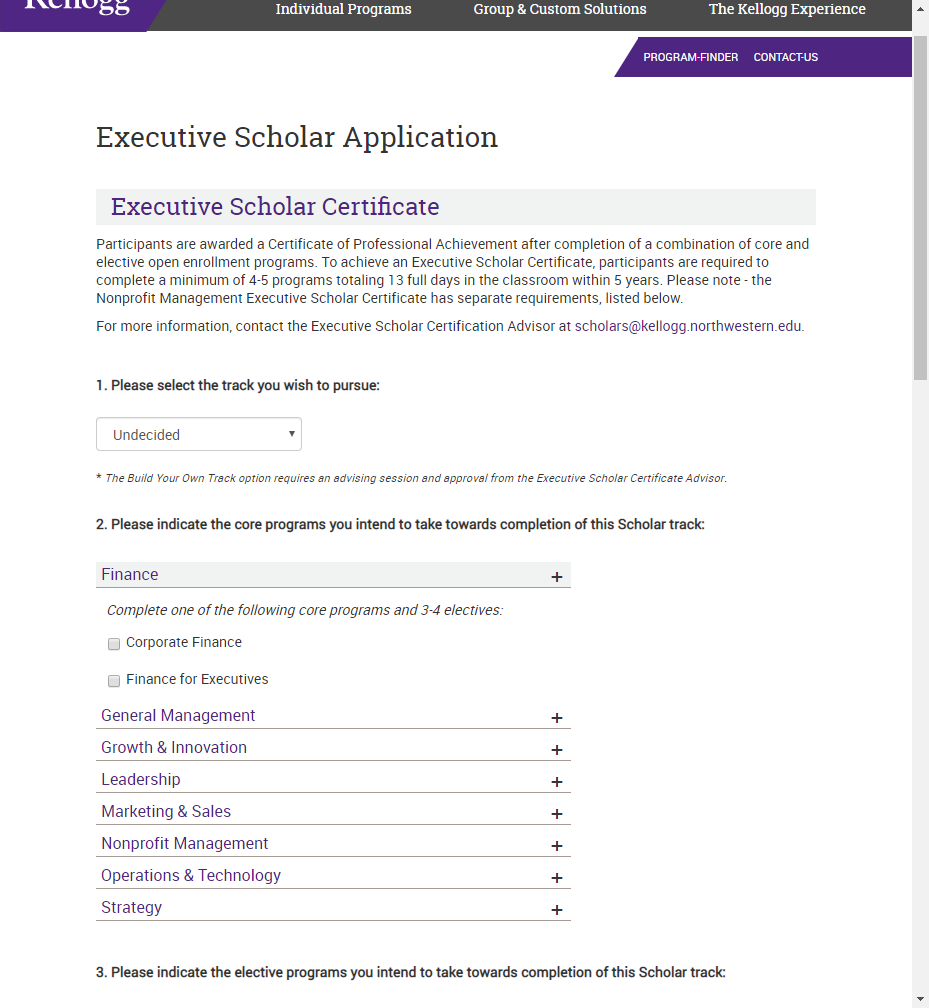 Kellogg
Individual Programs Group & Custom Solutions The Kellogg Experience
PROGRAM-FINDER CONTACT-US
Executive Scholar Application
Executive Scholar Certificate
Participants are awarded a Certificate of Professional Achievement after completion of a combination of core and
elective open enrollment programs. To achieve an Executive Scholar Certificate, participants are required to
complete a minimum of 4-5 programs totaling 13 full days in the classroom within 5 years. Please note - the
Nonprofit Management Executive Scholar Certificate has separate requirements, listed below.
For more information, contact the Executive Scholar Certification Advisor at scholars@kellogg.northwestern.edu.
1. Please select the track you wish to pursue:
Undecided
* The Build Your Own Track option requires an advising session and approval from the Executive Scholar Certificate Advisor.
2. Please indicate the core programs you intend to take towards completion of this Scholar track:
Finance +
Complete one of the following core programs and 3-4 electives:
Corporate Finance
Finance for Executives
General Management +
Growth & Innovation +
Leadership +
Marketing & Sales +
Nonprofit Management +
Operations & Technology +
Strategy +
3. Please indicate the elective programs you intend to take towards completion of this Scholar track: